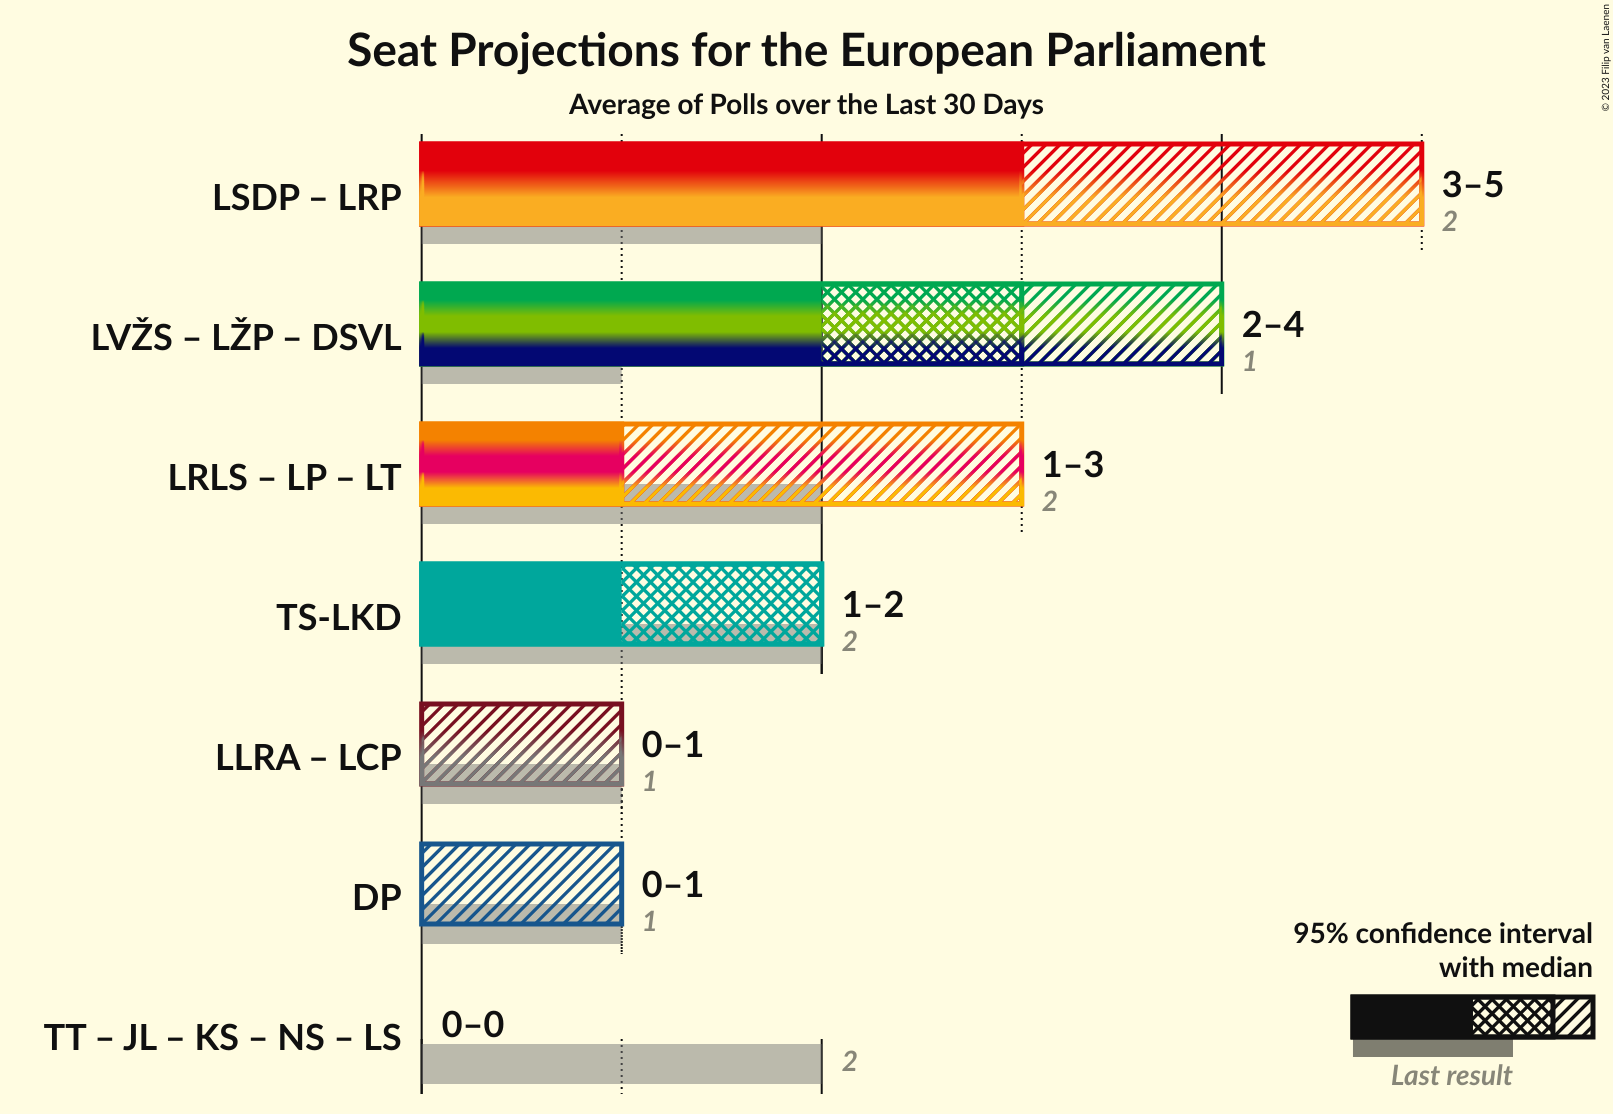 Seat Projections for the European Parliament
Average of Polls over the Last 30 Days
© 2023 Filip van Laenen
LSDP – LRP
3–5
2
LVŽS – LŽP – DSVL
2–4
1
LRLS – LP – LT
1–3
2
TS-LKD
1–2
2
LLRA – LCP
0–1
1
DP
0–1
1
TT – JL – KS – NS – LS
0–0
2
95% confidence interval
with median
Last result